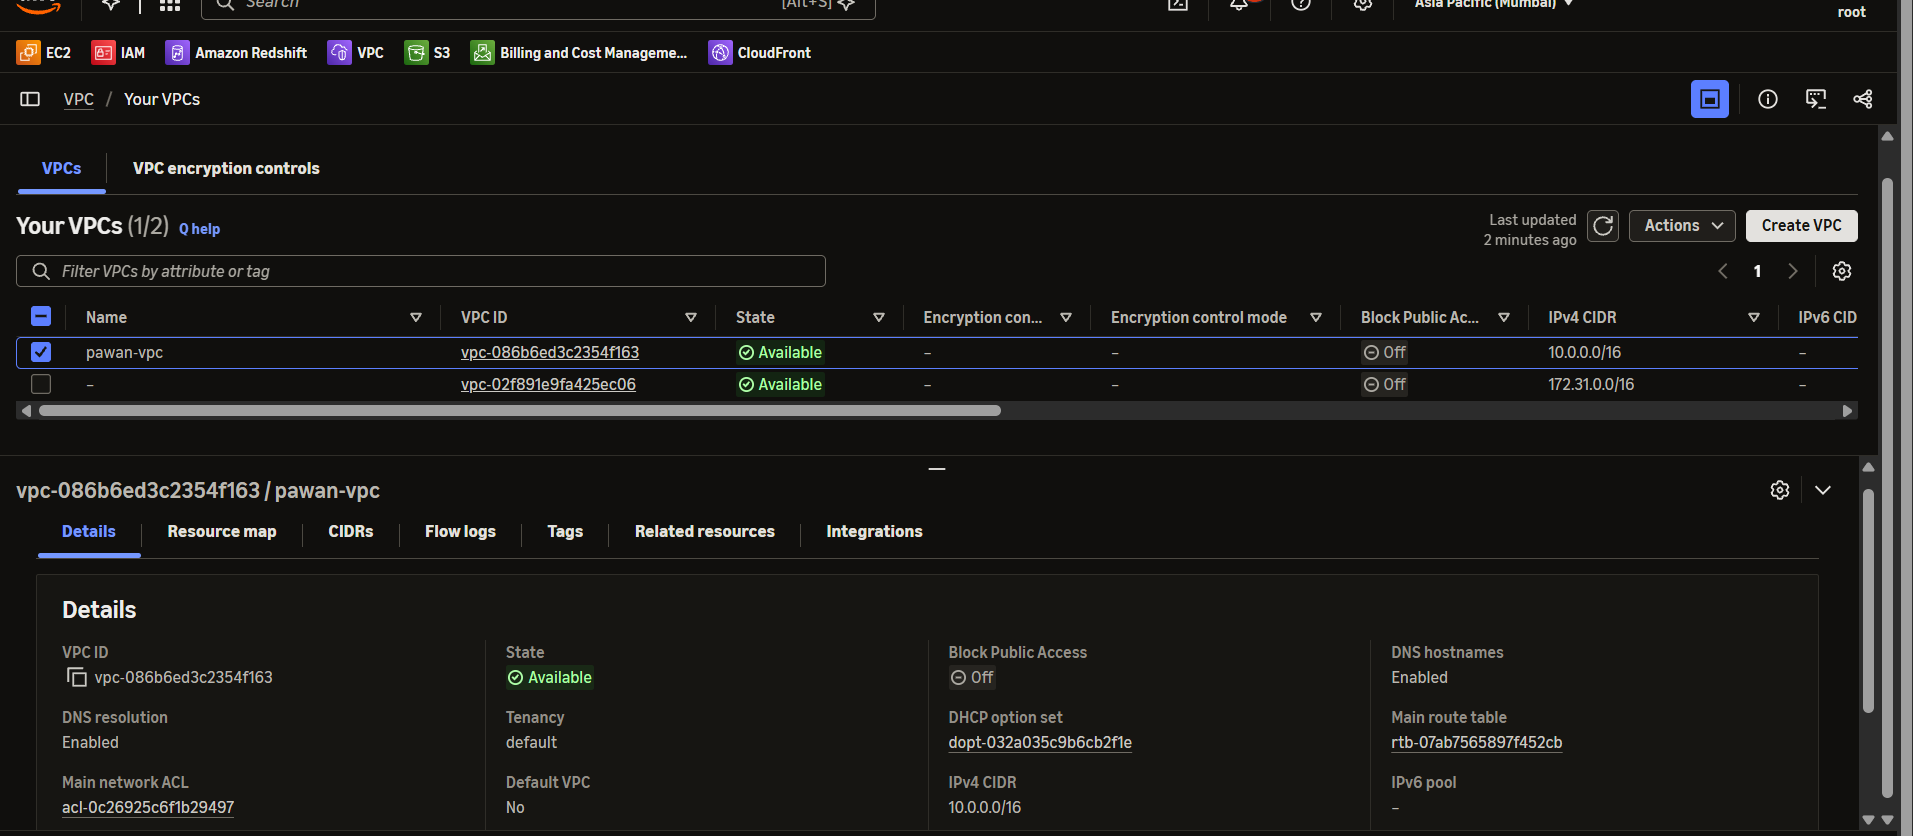 Search [Alt+S] Asia Pacific (Mumbai)
root
EC2 IAM Amazon Redshift VPC S3 Billing and Cost Manageme... CloudFront
VPC / Your VPCs
VPCs VPC encryption controls
Your VPCs (1/2) Q help
Last updated
2 minutes ago
Actions Create VPC
Filter VPCs by attribute or tag
1
Name VPC ID State Encryption con... Encryption control mode Block Public Ac... IPv4 CIDR IPv6 CID
pawan-vpc vpc-086b6ed3c2354f163 Available – – Off 10.0.0.0/16 –
– vpc-02f891e9fa425ec06 Available – – Off 172.31.0.0/16 –
vpc-086b6ed3c2354f163 / pawan-vpc
Details Resource map CIDRs Flow logs Tags Related resources Integrations
Details
VPC ID State Block Public Access DNS hostnames
vpc-086b6ed3c2354f163 Available Off Enabled
DNS resolution Tenancy DHCP option set Main route table
Enabled default dopt-032a035c9b6cb2f1e rtb-07ab7565897f452cb
Main network ACL Default VPC IPv4 CIDR IPv6 pool
acl-0c26925c6f1b29497 No 10.0.0.0/16 –